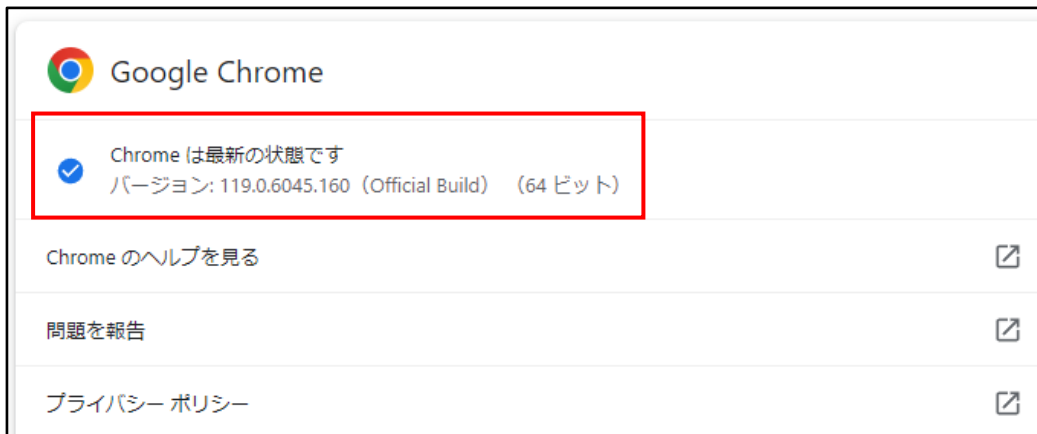 Google Chrome
Chrome は最新の状態です
バージョン: 119.0.6045.160（Official Build） （64 ビット）
Chrome のヘルプを見る
問題を報告
プライバシー ポリシー